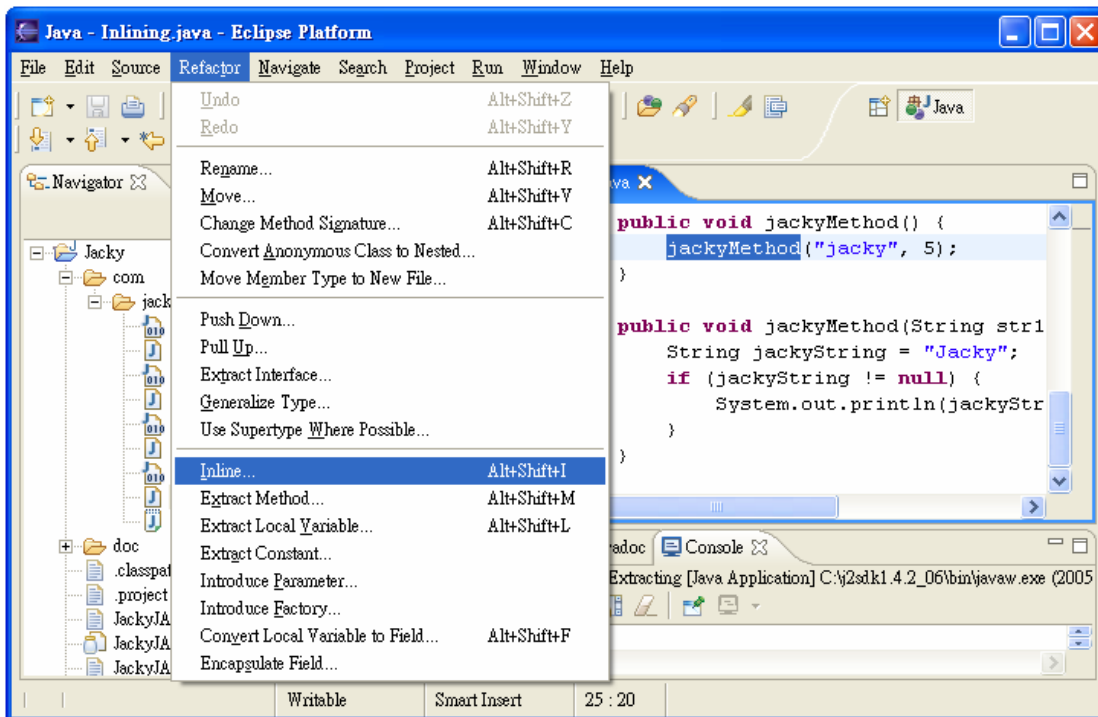 Java - Inlining.java - Eclipse Platform
File Edit Source Refactor Navigate Search Project Run Window Help
Undo Alt+Shift+Z
Redo Alt+Shift+Y
Rename... Alt+Shift+R
Move... Alt+Shift+V
Change Method Signature... Alt+Shift+C
Convert Anonymous Class to Nested...
Move Member Type to New File...
Push Down...
Pull Up...
Extract Interface...
Generalize Type...
Use Supertype Where Possible...
Inline... Alt+Shift+I
Extract Method... Alt+Shift+M
Extract Local Variable... Alt+Shift+L
Extract Constant...
Introduce Parameter...
Introduce Factory...
Convert Local Variable to Field... Alt+Shift+F
Encapsulate Field...
Java
Navigator
Jacky
com
jack
doc
.classpat
.project
JackyJA
JackyJA
JackyJA
ava
public void jackyMethod() {
jackyMethod("jacky", 5);
}
public void jackyMethod(String str1
String jackyString = "Jacky";
if (jackyString != null) {
System.out.println(jackyStr
}
}
adoc Console
Extracting [Java Application] C:\j2sdk1.4.2_06\bin\javaw.exe (2005
Writable Smart Insert 25 : 20